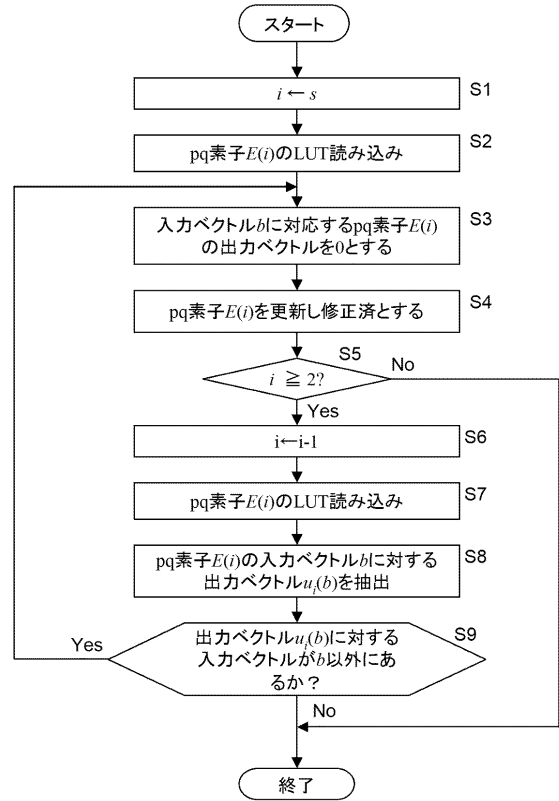 スタート
i ← s
S1
pq素子E(i)のLUT読み込み
S2
入力ベクトルbに対応するpq素子E(i)
の出力ベクトルを0とする
S3
pq素子E(i)を更新し修正済とする
S4
S5
i ≧ 2?
No
Yes
i←i-1
S6
pq素子E(i)のLUT読み込み
S7
pq素子E(i)の入力ベクトルbに対する
出力ベクトルui(b)を抽出
S8
出力ベクトルui(b)に対する
入力ベクトルがb以外にあ
るか?
S9
Yes
No
終了